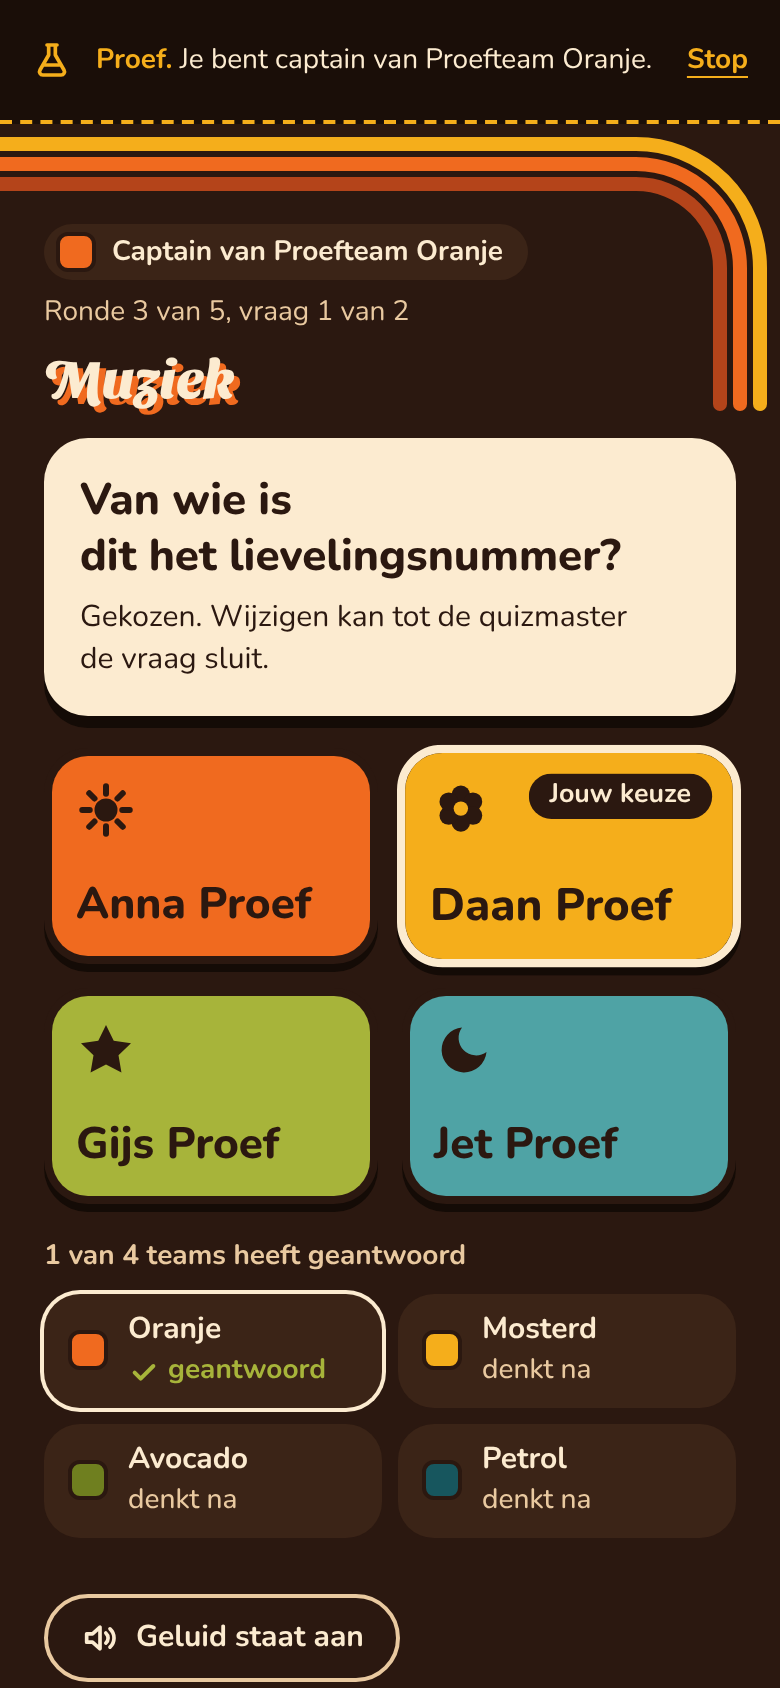 Proef. Je bent captain van Proefteam Oranje. Stop
Captain van Proefteam Oranje
Ronde 3 van 5, vraag 1 van 2
Muziek
Van wie is
dit het lievelingsnummer?
Gekozen. Wijzigen kan tot de quizmaster
de vraag sluit.
Anna Proef
Jouw keuze
Daan Proef
Gijs Proef
Jet Proef
1 van 4 teams heeft geantwoord
Oranje
geantwoord
Mosterd
denkt na
Avocado
denkt na
Petrol
denkt na
Geluid staat aan